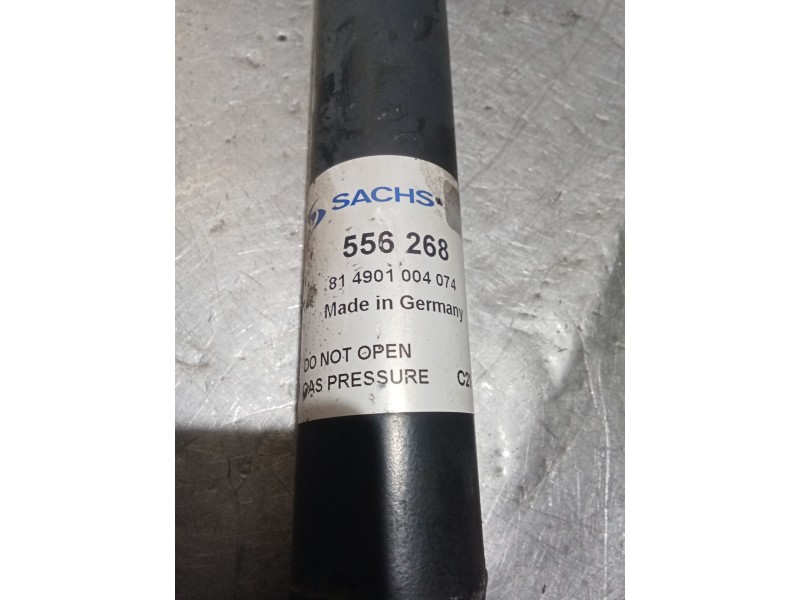 SACHS
556 268
81 4901 004 074
Made in Germany
DO NOT OPEN
GAS PRESSURE